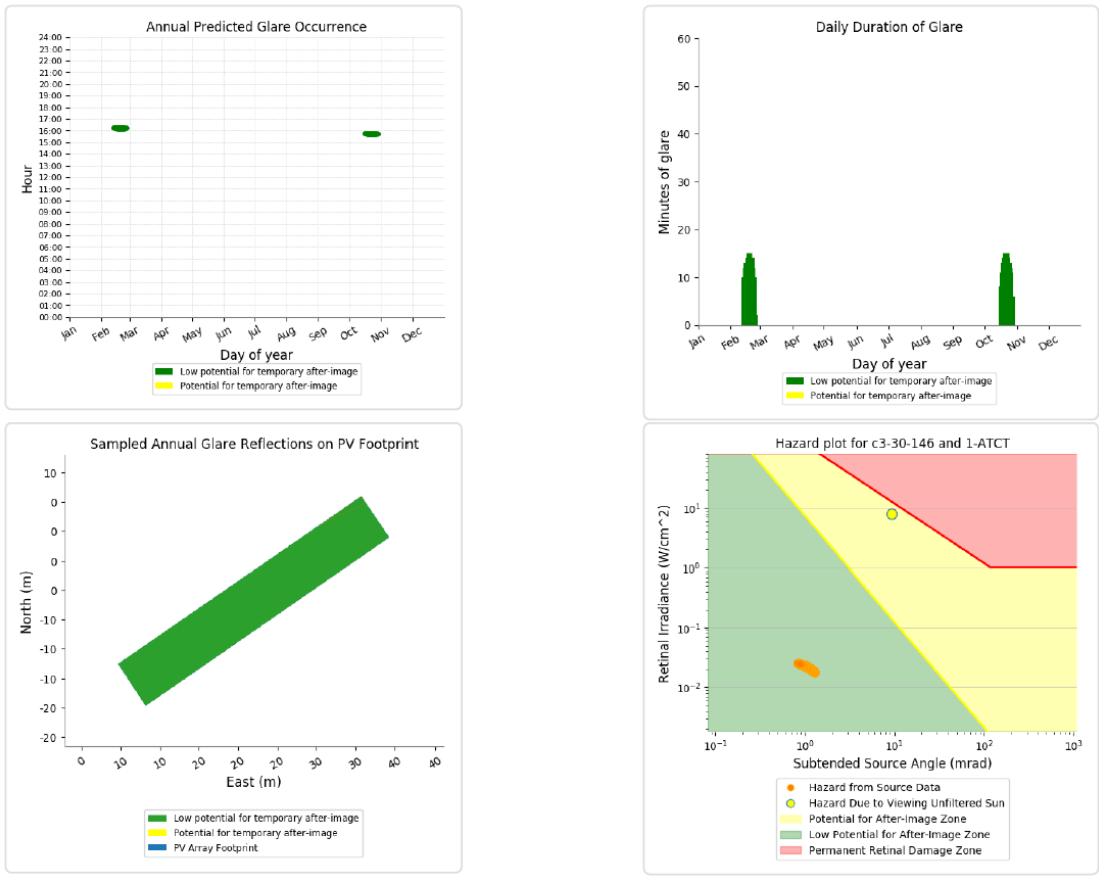 Annual Predicted Glare Occurrence
24:00
23:00
22:00
21:00
20:00
19:00
18:00
17:00
16:00
15:00
14:00
13:00
12:00
11:00
10:00
09:00
08:00
07:00
06:00
05:00
04:00
03:00
02:00
01:00
00:00
Hour
Jan Feb Mar Apr May Jun Jul Aug Sep Oct Nov Dec
Day of year
Low potential for temporary after-image
Potential for temporary after-image
Daily Duration of Glare
60
50
40
30
20
10
0
Minutes of glare
Jan Feb Mar Apr May Jun Jul Aug Sep Oct Nov Dec
Day of year
Low potential for temporary after-image
Potential for temporary after-image
Sampled Annual Glare Reflections on PV Footprint
10
0
0
0
0
-10
-10
-10
-20
-20
North (m)
0 10 10 20 20 20 30 30 40 40
East (m)
Low potential for temporary after-image
Potential for temporary after-image
PV Array Footprint
Hazard plot for c3-30-146 and 1-ATCT
10^1
10^0
10^-1
10^-2
Retinal Irradiance (W/cm^2)
10^-1 10^0 10^1 10^2 10^3
Subtended Source Angle (mrad)
Hazard from Source Data
Hazard Due to Viewing Unfiltered Sun
Potential for After-Image Zone
Low Potential for After-Image Zone
Permanent Retinal Damage Zone